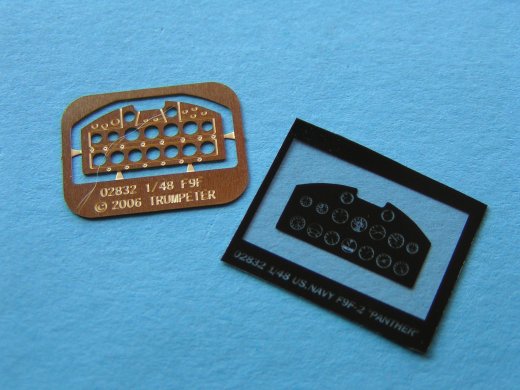 02832 1/48 F9F
© 2006 TRUMPETER
02832 1/48 US.NAVY F9F-2 "PANTHER"